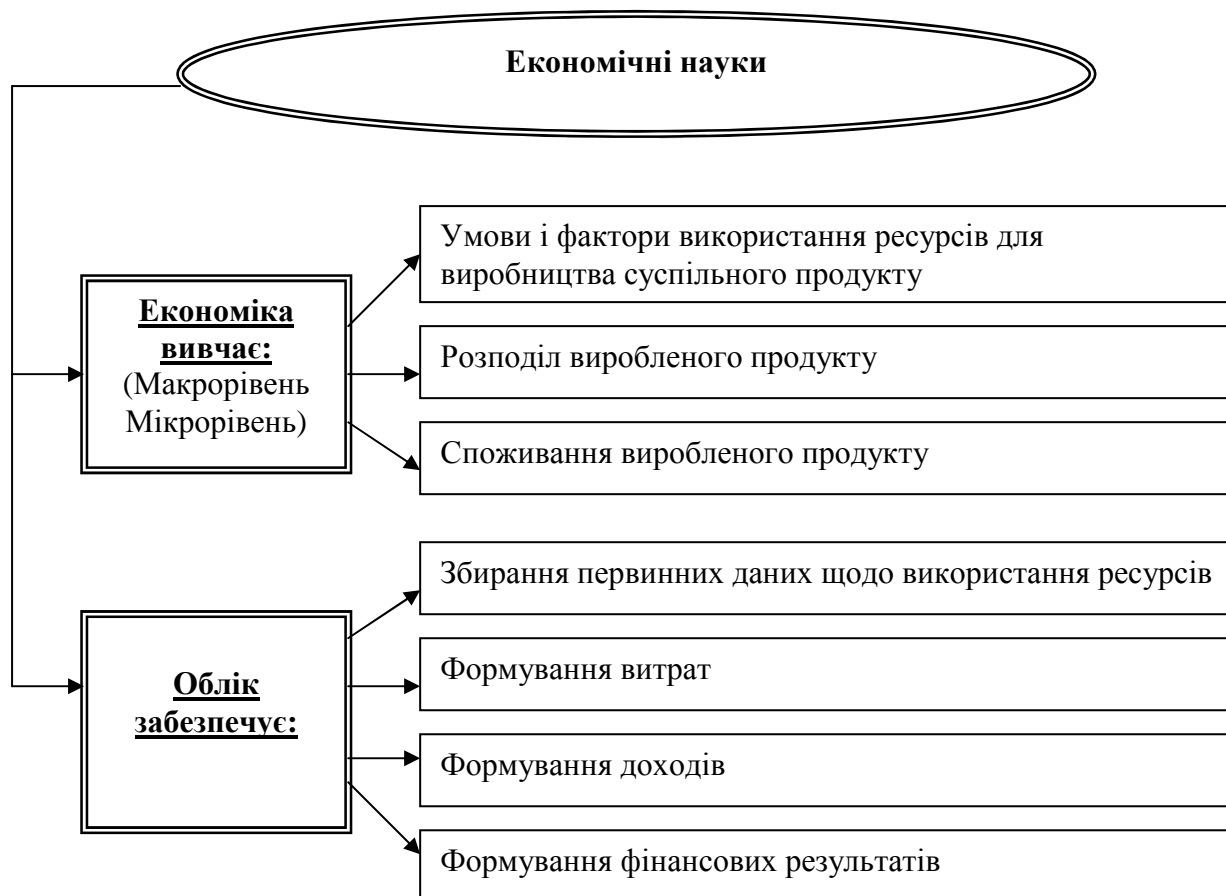 Економічні науки
Умови і фактори використання ресурсів для
виробництва суспільного продукту
Економіка
вивчає:
(Макрорівень
Мікрорівень)
Розподіл виробленого продукту
Споживання виробленого продукту
Збирання первинних даних щодо використання ресурсів
Облік
забезпечує:
Формування витрат
Формування доходів
Формування фінансових результатів